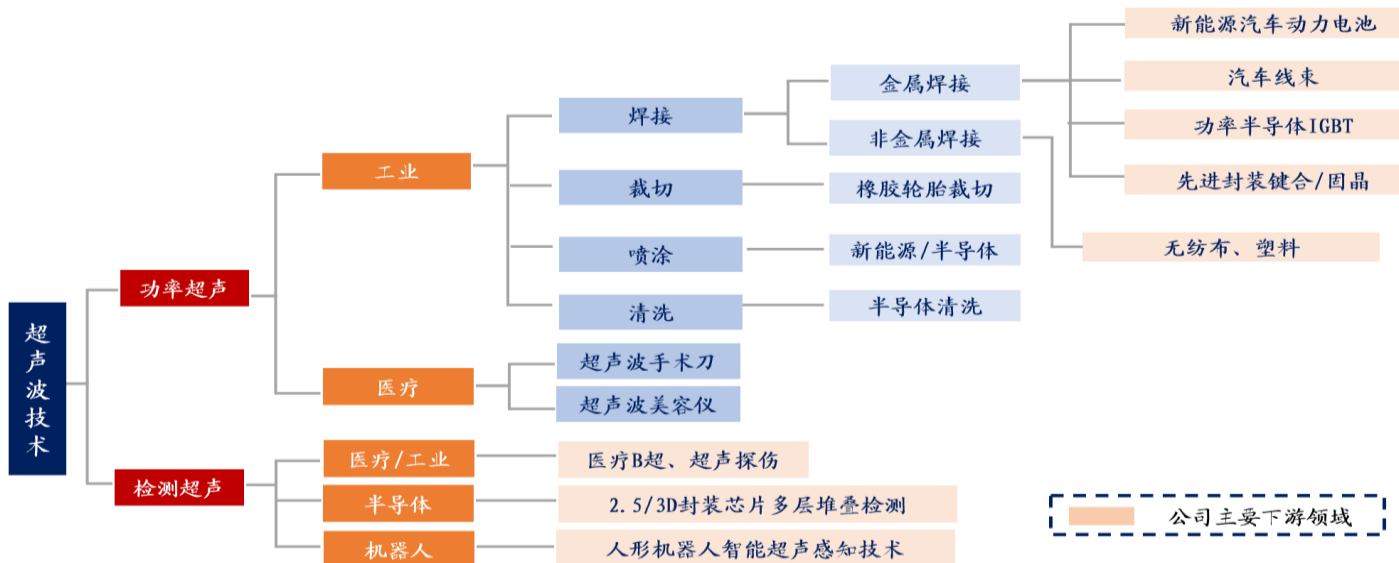 超声波技术
功率超声
工业
焊接
金属焊接
新能源汽车动力电池
汽车线束
功率半导体IGBT
先进封装键合/固晶
非金属焊接
无纺布、塑料
裁切
橡胶轮胎裁切
喷涂
新能源/半导体
清洗
半导体清洗
医疗
超声波手术刀
超声波美容仪
检测超声
医疗/工业
医疗B超、超声探伤
半导体
2.5/3D封装芯片多层堆叠检测
机器人
人形机器人智能超声感知技术
公司主要下游领域